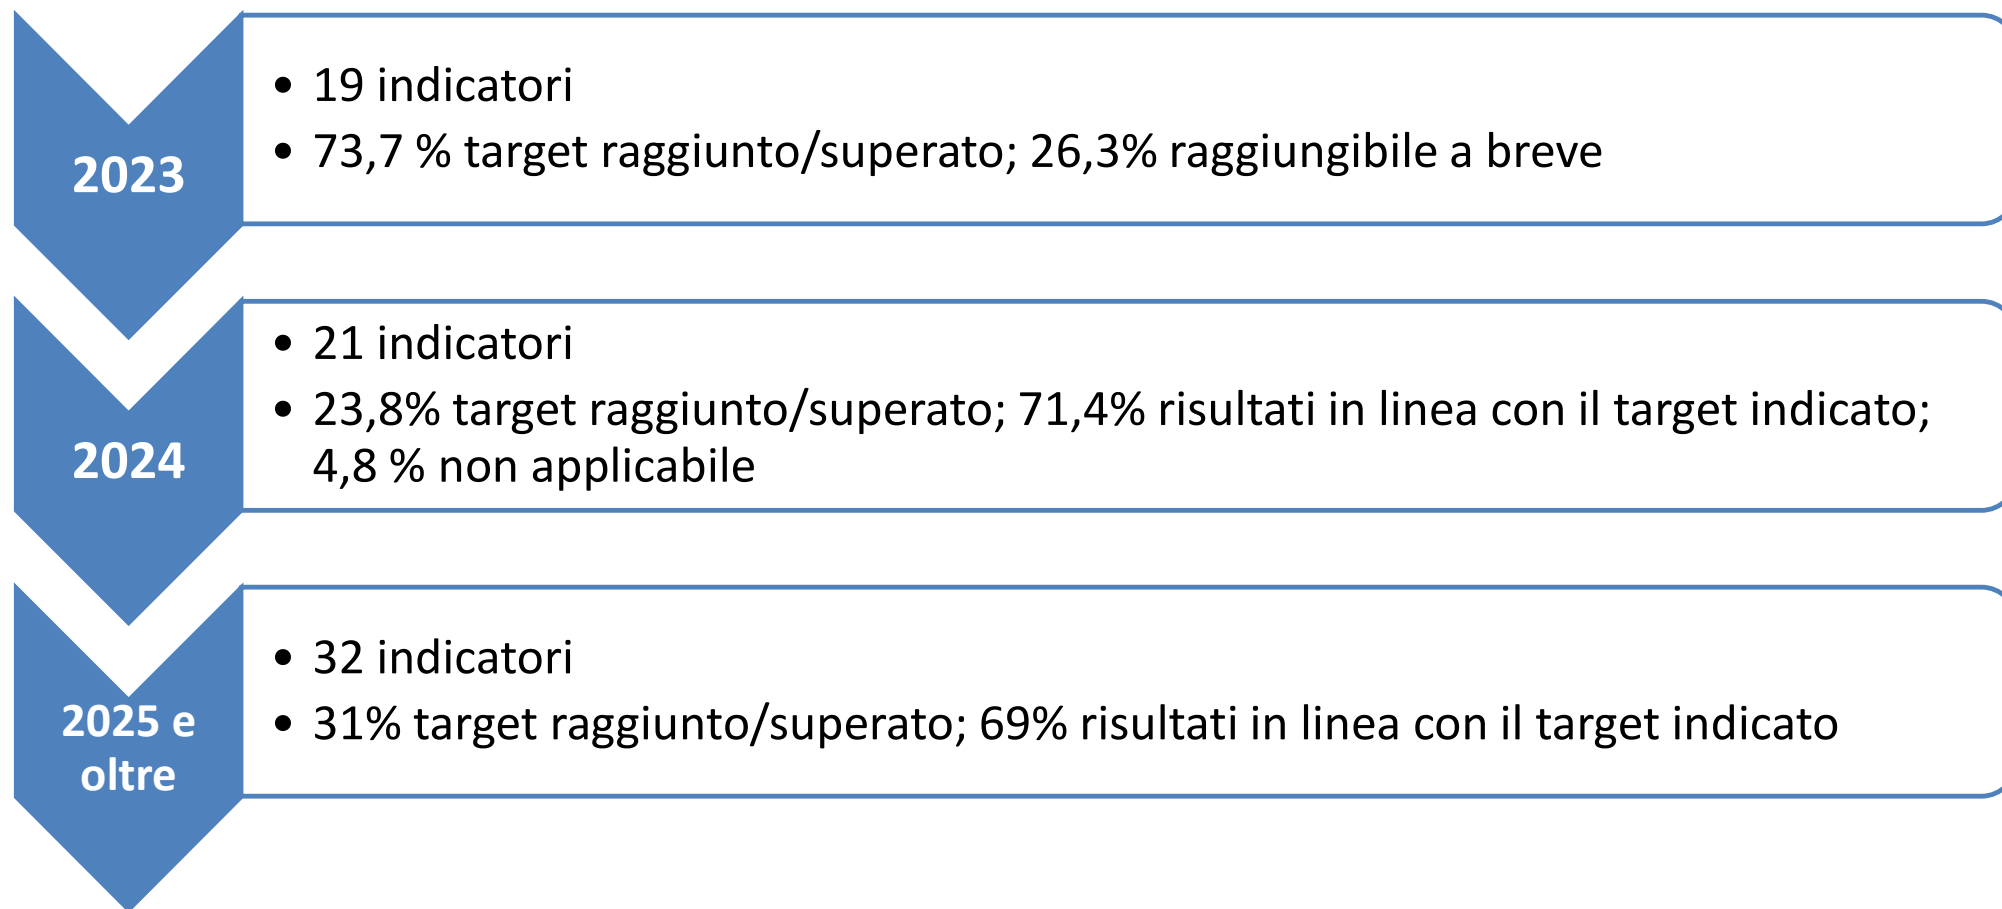 2023
• 19 indicatori
• 73,7 % target raggiunto/superato; 26,3% raggiungibile a breve
2024
• 21 indicatori
• 23,8% target raggiunto/superato; 71,4% risultati in linea con il target indicato;
4,8 % non applicabile
2025 e
oltre
• 32 indicatori
• 31% target raggiunto/superato; 69% risultati in linea con il target indicato